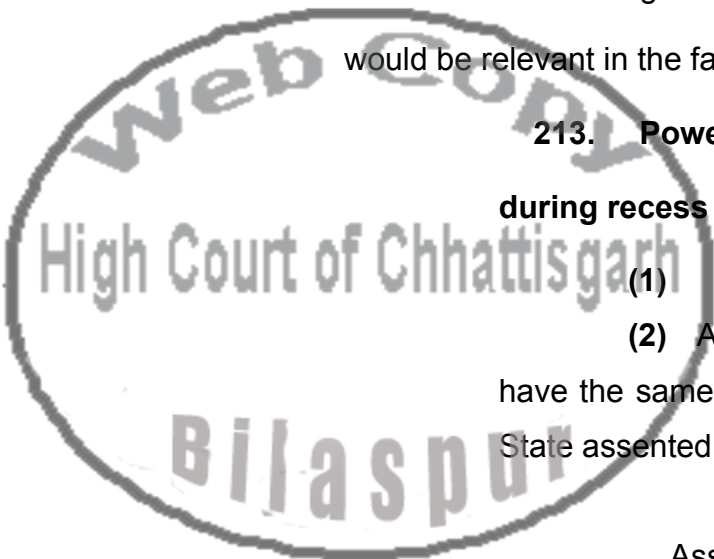 would be relevant in the fa
Web Copy
213. Powe
during recess
High Court of Chhattisgarh
(1)
(2) A
have the same
State assented
Bilaspur
Ass